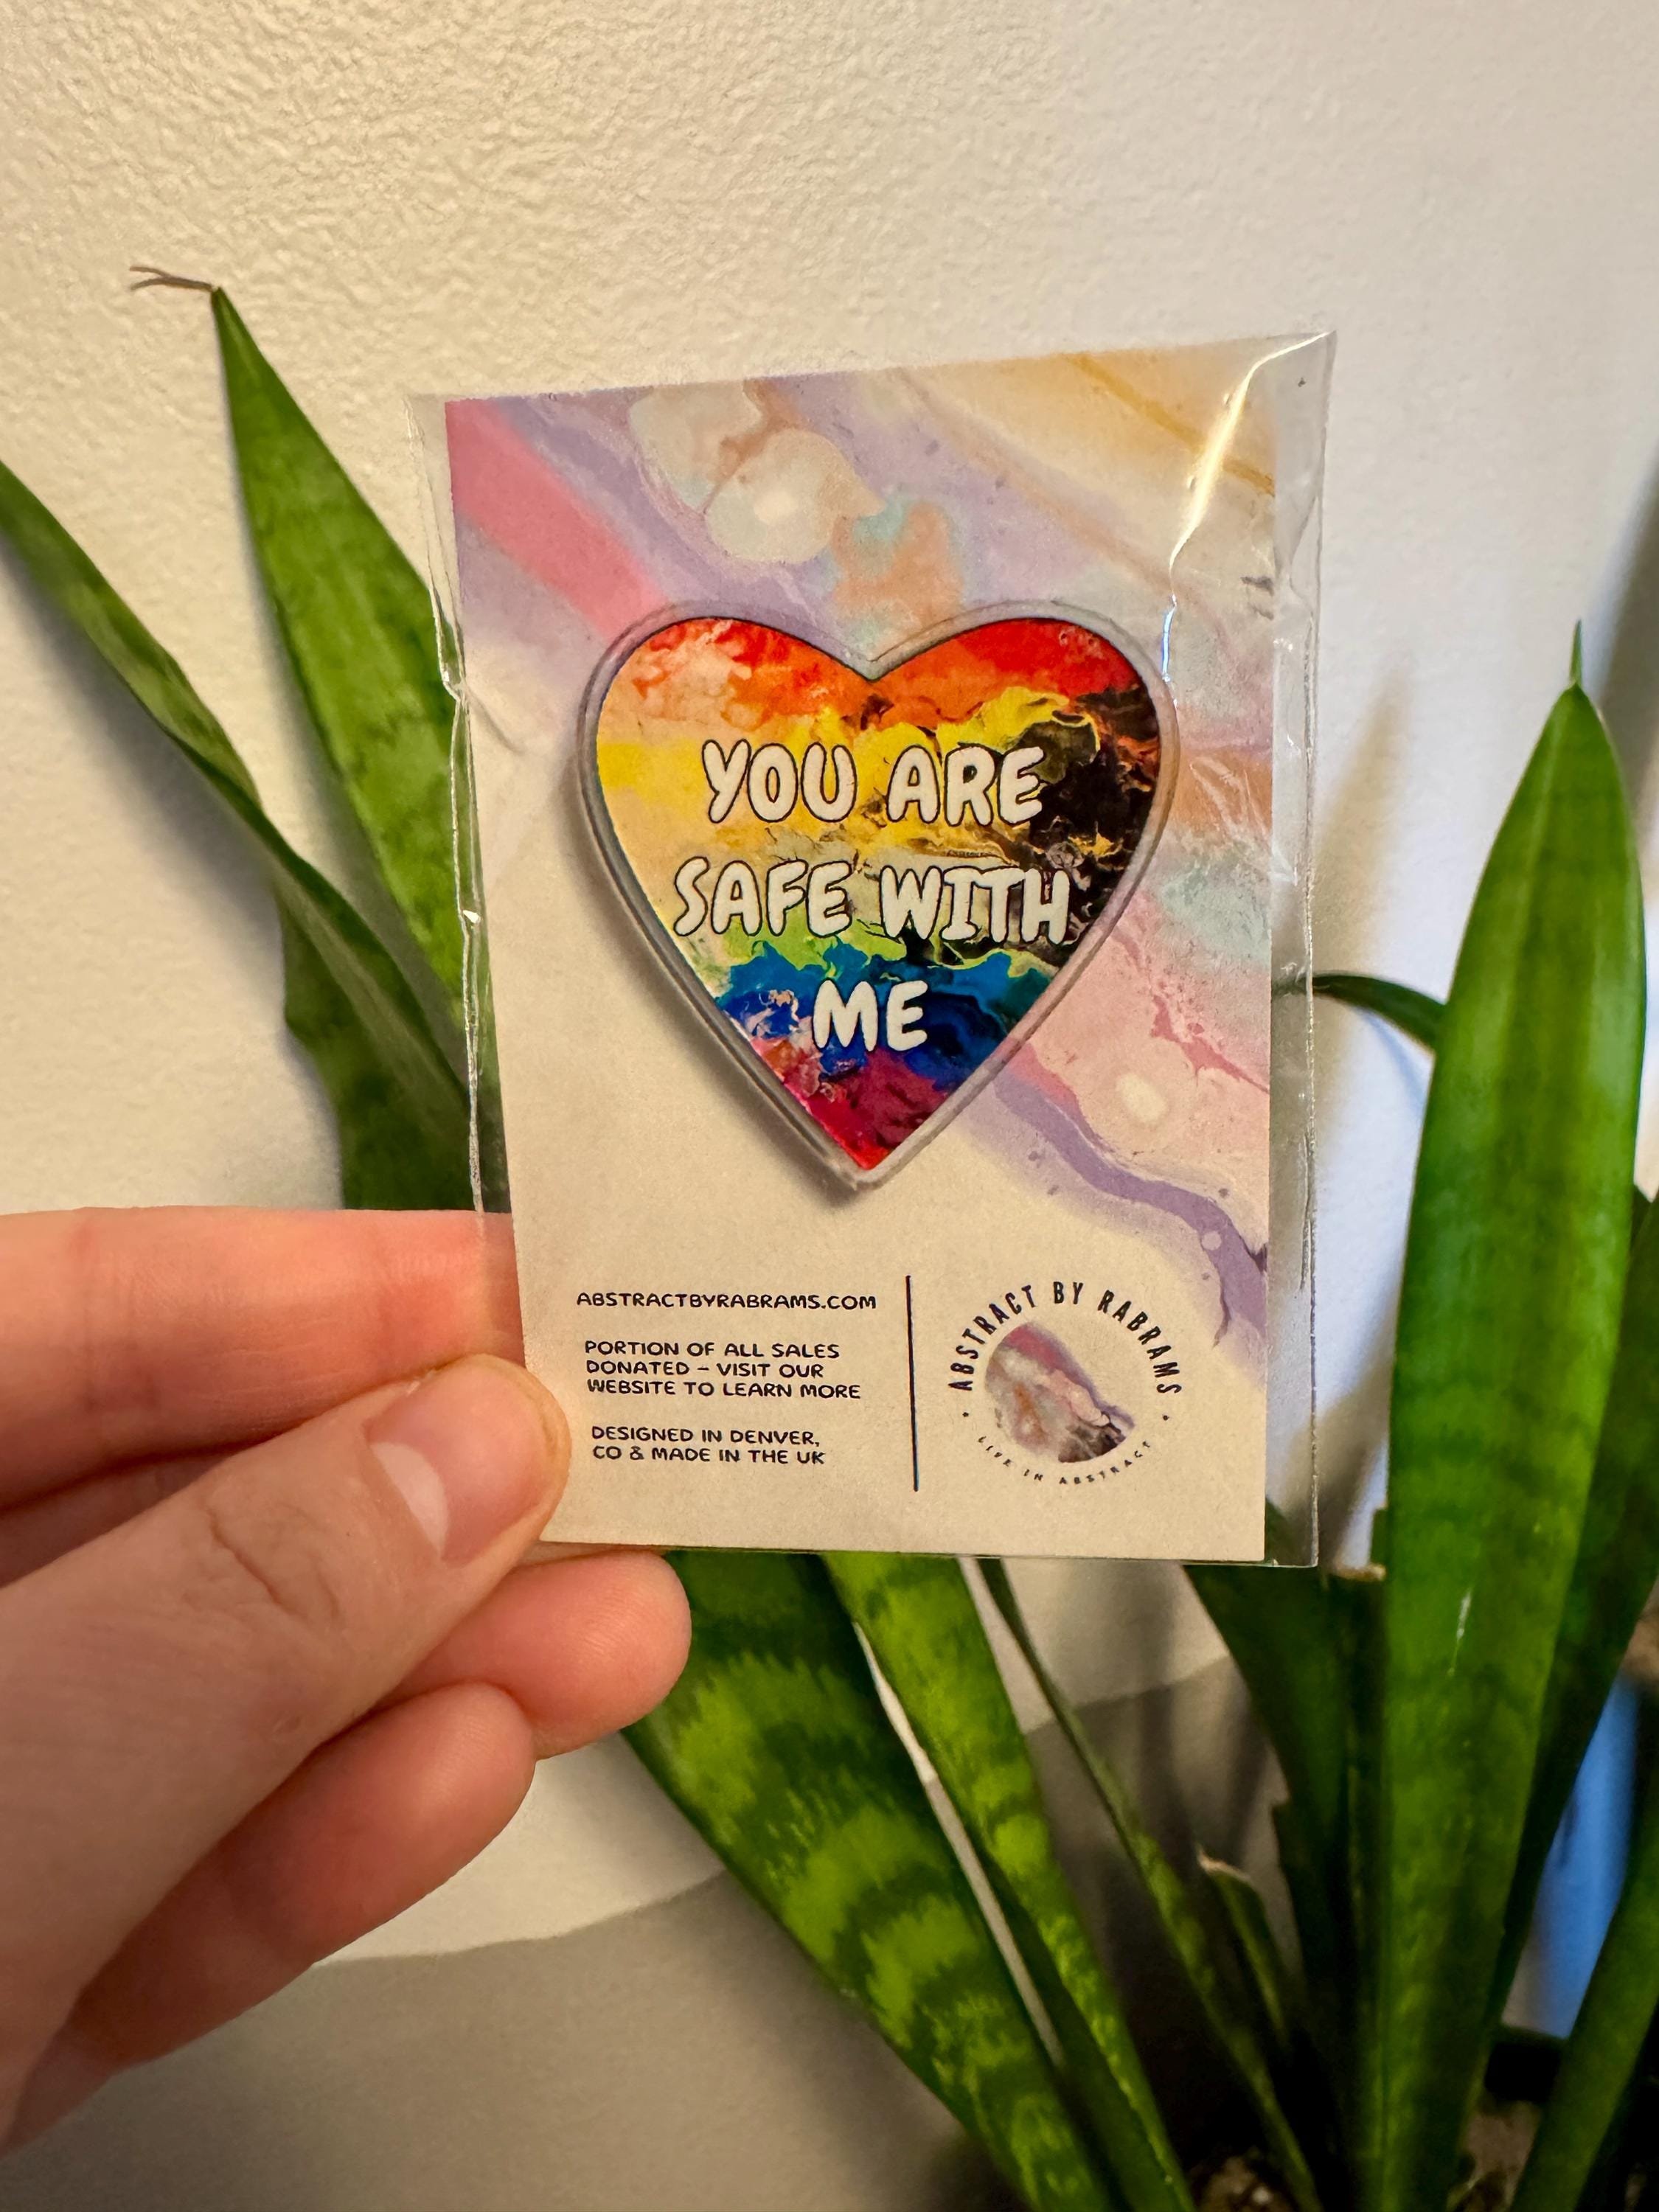 YOU ARE
SAFE WITH
ME
ABSTRACTBYRABRAMS.COM
PORTION OF ALL SALES
DONATED – VISIT OUR
WEBSITE TO LEARN MORE
DESIGNED IN DENVER,
CO & MADE IN THE UK
ABSTRACT BY RABRAMS
LIFE IN ABSTRACT